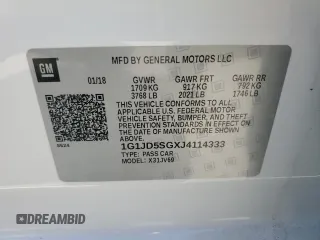 GM
MFD BY GENERAL MOTORS LLC
01/18 GVWR GAWR FRT GAWR RR
1709 KG 917 KG 792 KG
3768 LB 2021 LB 1746 LB
THIS VEHICLE CONFORMS TO ALL APPLICABLE
U.S. FEDERAL MOTOR VEHICLE SAFETY, BUMPER, AND THEFT
PREVENTION STANDARDS IN EFFECT ON THE DATE OF
MANUFACTURE SHOWN ABOVE.
1G1JD5SGXJ4114333
TYPE: PASS CAR
MODEL: X31JV69
DREAMBID